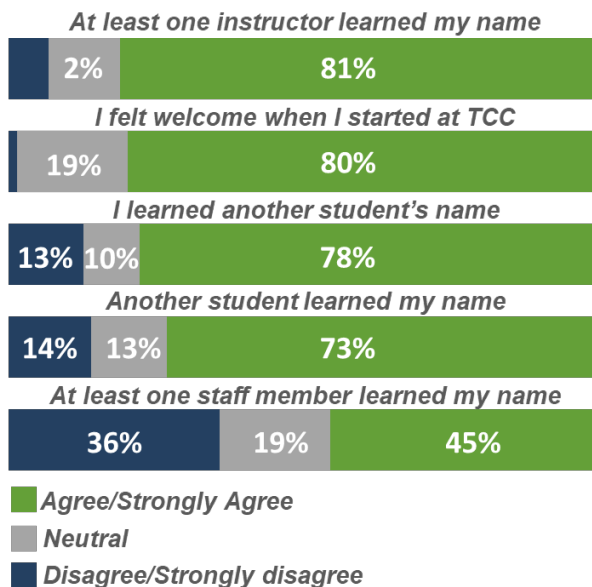 At least one instructor learned my name
2% 81%
I felt welcome when I started at TCC
19% 80%
I learned another student's name
13% 10% 78%
Another student learned my name
14% 13% 73%
At least one staff member learned my name
36% 19% 45%
Agree/Strongly Agree
Neutral
Disagree/Strongly disagree